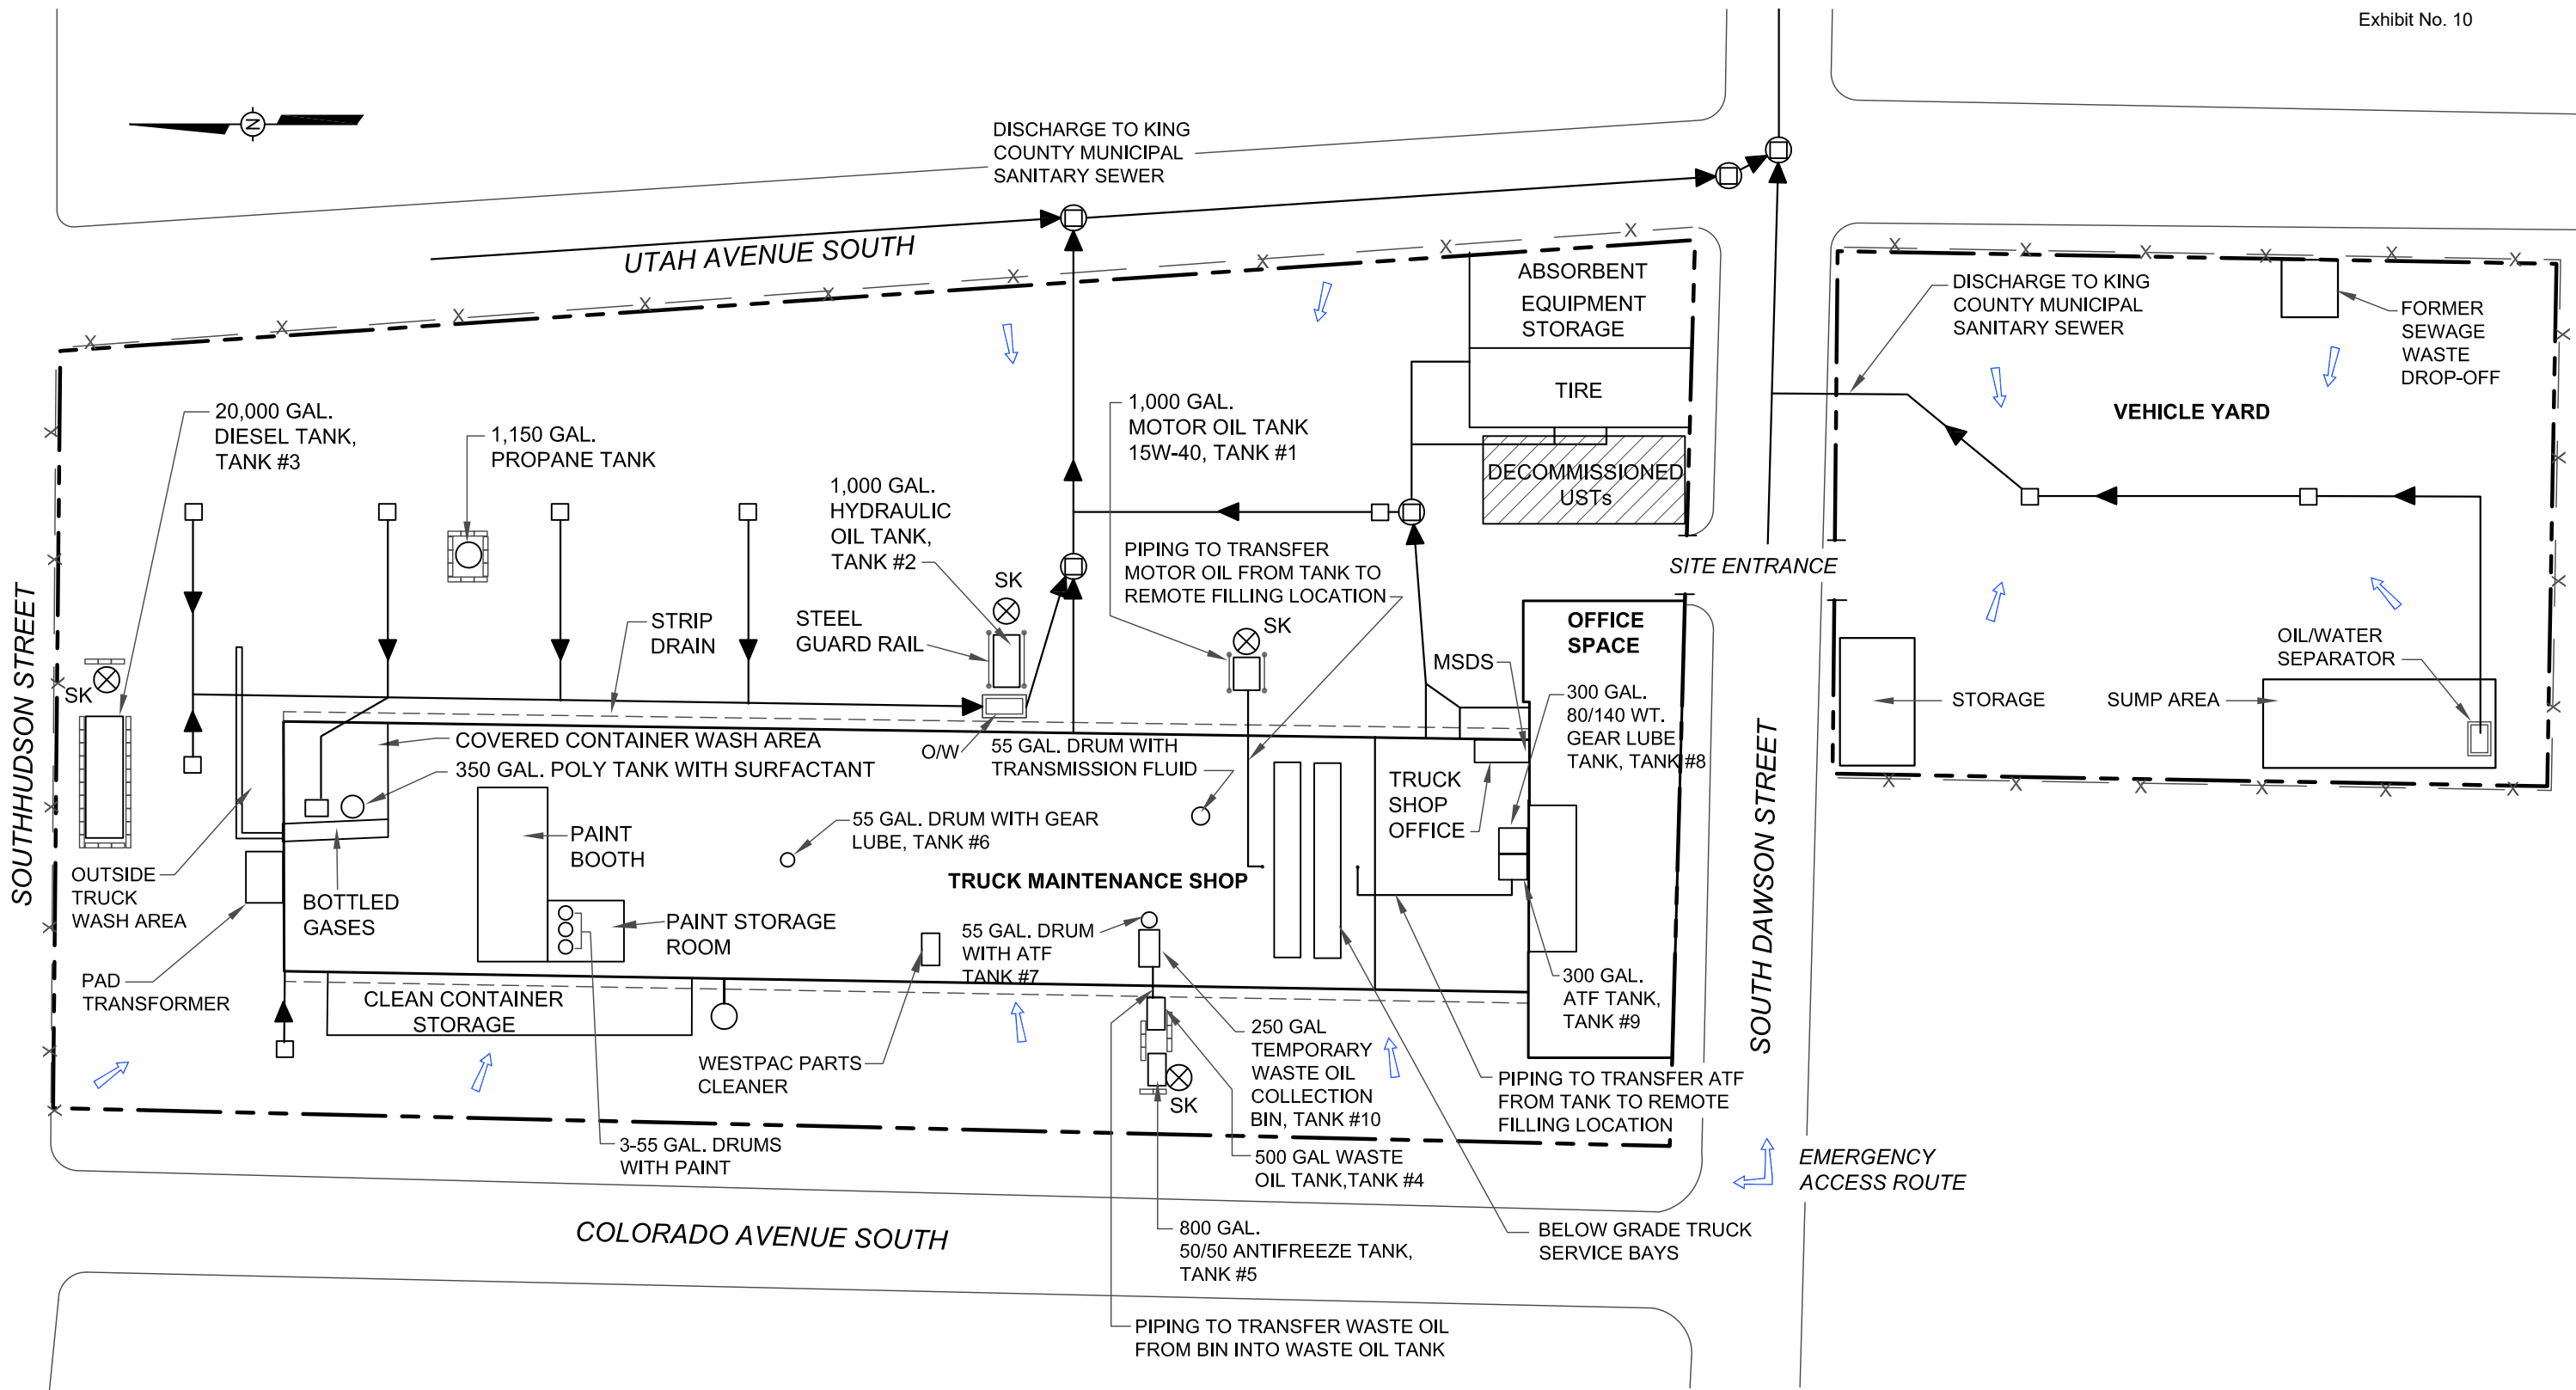 Exhibit No. 10
N
DISCHARGE TO KING
COUNTY MUNICIPAL
SANITARY SEWER
UTAH AVENUE SOUTH
ABSORBENT
EQUIPMENT
STORAGE
TIRE
DECOMMISSIONED
USTs
DISCHARGE TO KING
COUNTY MUNICIPAL
SANITARY SEWER
FORMER
SEWAGE
WASTE
DROP-OFF
VEHICLE YARD
20,000 GAL.
DIESEL TANK,
TANK #3
1,150 GAL.
PROPANE TANK
1,000 GAL.
HYDRAULIC
OIL TANK,
TANK #2
1,000 GAL.
MOTOR OIL TANK
15W-40, TANK #1
PIPING TO TRANSFER
MOTOR OIL FROM TANK TO
REMOTE FILLING LOCATION
SITE ENTRANCE
SOUTHHUDSON STREET
SK
STRIP
DRAIN
STEEL
GUARD RAIL
SK
SK
OFFICE
SPACE
MSDS
300 GAL.
80/140 WT.
GEAR LUBE
TANK, TANK #8
STORAGE
SUMP AREA
OIL/WATER
SEPARATOR
COVERED CONTAINER WASH AREA
350 GAL. POLY TANK WITH SURFACTANT
O/W
55 GAL. DRUM WITH
TRANSMISSION FLUID
TRUCK
SHOP
OFFICE
OUTSIDE
TRUCK
WASH AREA
BOTTLED
GASES
PAINT
BOOTH
55 GAL. DRUM WITH GEAR
LUBE, TANK #6
TRUCK MAINTENANCE SHOP
PAINT STORAGE
ROOM
55 GAL. DRUM
WITH ATF
TANK #7
PAD
TRANSFORMER
CLEAN CONTAINER
STORAGE
300 GAL.
ATF TANK,
TANK #9
SOUTH DAWSON STREET
WESTPAC PARTS
CLEANER
250 GAL
TEMPORARY
WASTE OIL
COLLECTION
BIN, TANK #10
SK
PIPING TO TRANSFER ATF
FROM TANK TO REMOTE
FILLING LOCATION
3-55 GAL. DRUMS
WITH PAINT
500 GAL WASTE
OIL TANK,TANK #4
EMERGENCY
ACCESS ROUTE
COLORADO AVENUE SOUTH
800 GAL.
50/50 ANTIFREEZE TANK,
TANK #5
BELOW GRADE TRUCK
SERVICE BAYS
PIPING TO TRANSFER WASTE OIL
FROM BIN INTO WASTE OIL TANK